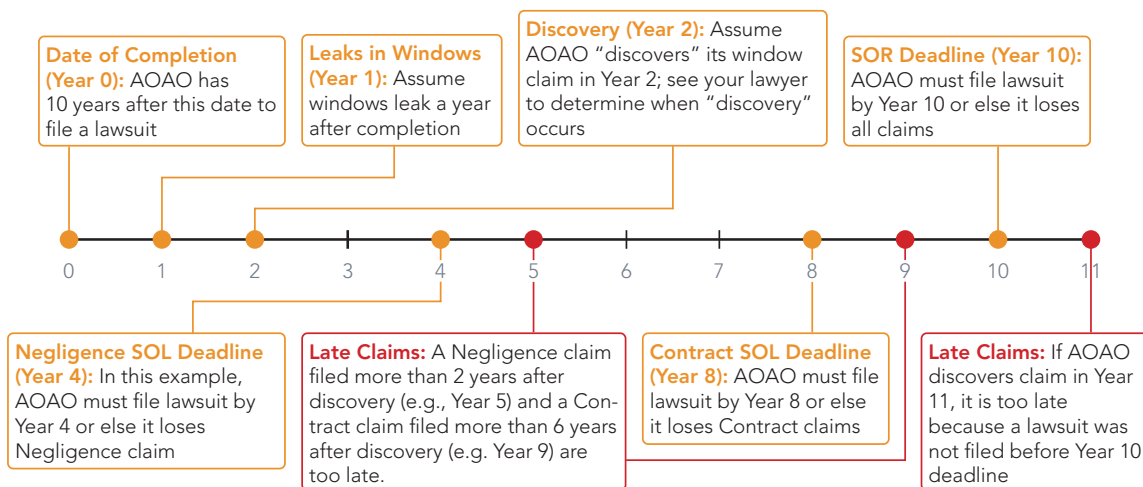 Date of Completion
(Year 0): AOAO has
10 years after this date to
file a lawsuit
Leaks in Windows
(Year 1): Assume
windows leak a year
after completion
Discovery (Year 2): Assume
AOAO “discovers” its window
claim in Year 2; see your lawyer
to determine when “discovery”
occurs
SOR Deadline (Year 10):
AOAO must file lawsuit
by Year 10 or else it loses
all claims
0 1 2 3 4 5 6 7 8 9 10 11
Negligence SOL Deadline
(Year 4): In this example,
AOAO must file lawsuit by
Year 4 or else it loses
Negligence claim
Late Claims: A Negligence claim
filed more than 2 years after
discovery (e.g., Year 5) and a Con-
tract claim filed more than 6 years
after discovery (e.g. Year 9) are
too late.
Contract SOL Deadline
(Year 8): AOAO must file
lawsuit by Year 8 or else
it loses Contract claims
Late Claims: If AOAO
discovers claim in Year
11, it is too late
because a lawsuit was
not filed before Year 10
deadline